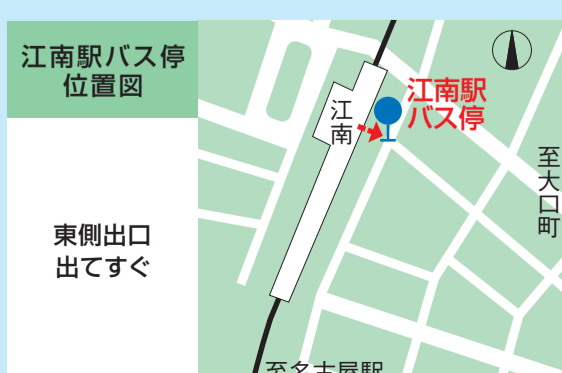 江南駅バス停
位置図
東側出口
出てすぐ
江南
江南駅
バス停
至大口町
至名古屋駅